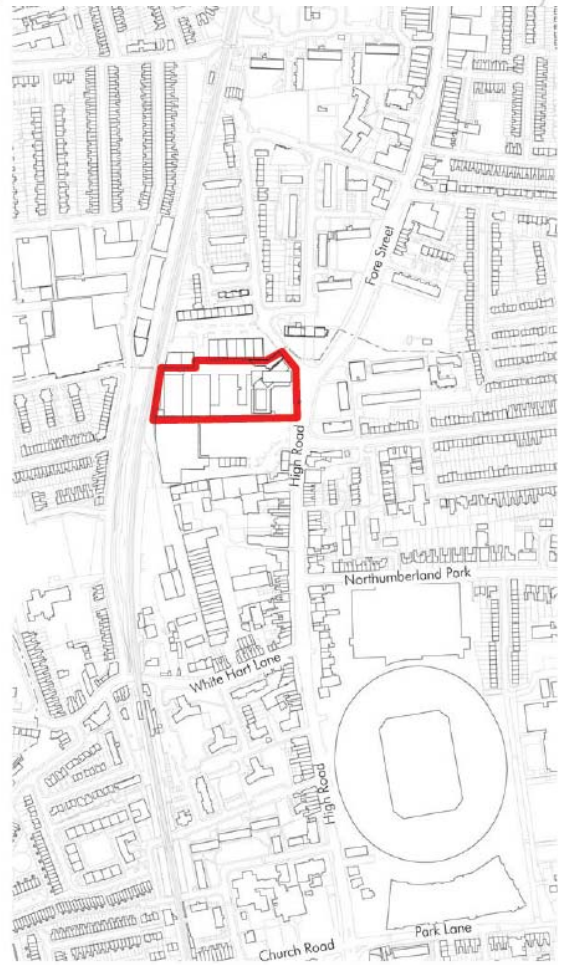 Fore Street
High Road
Northumberland Park
White Hart Lane
High Road
Park Lane
Church Road